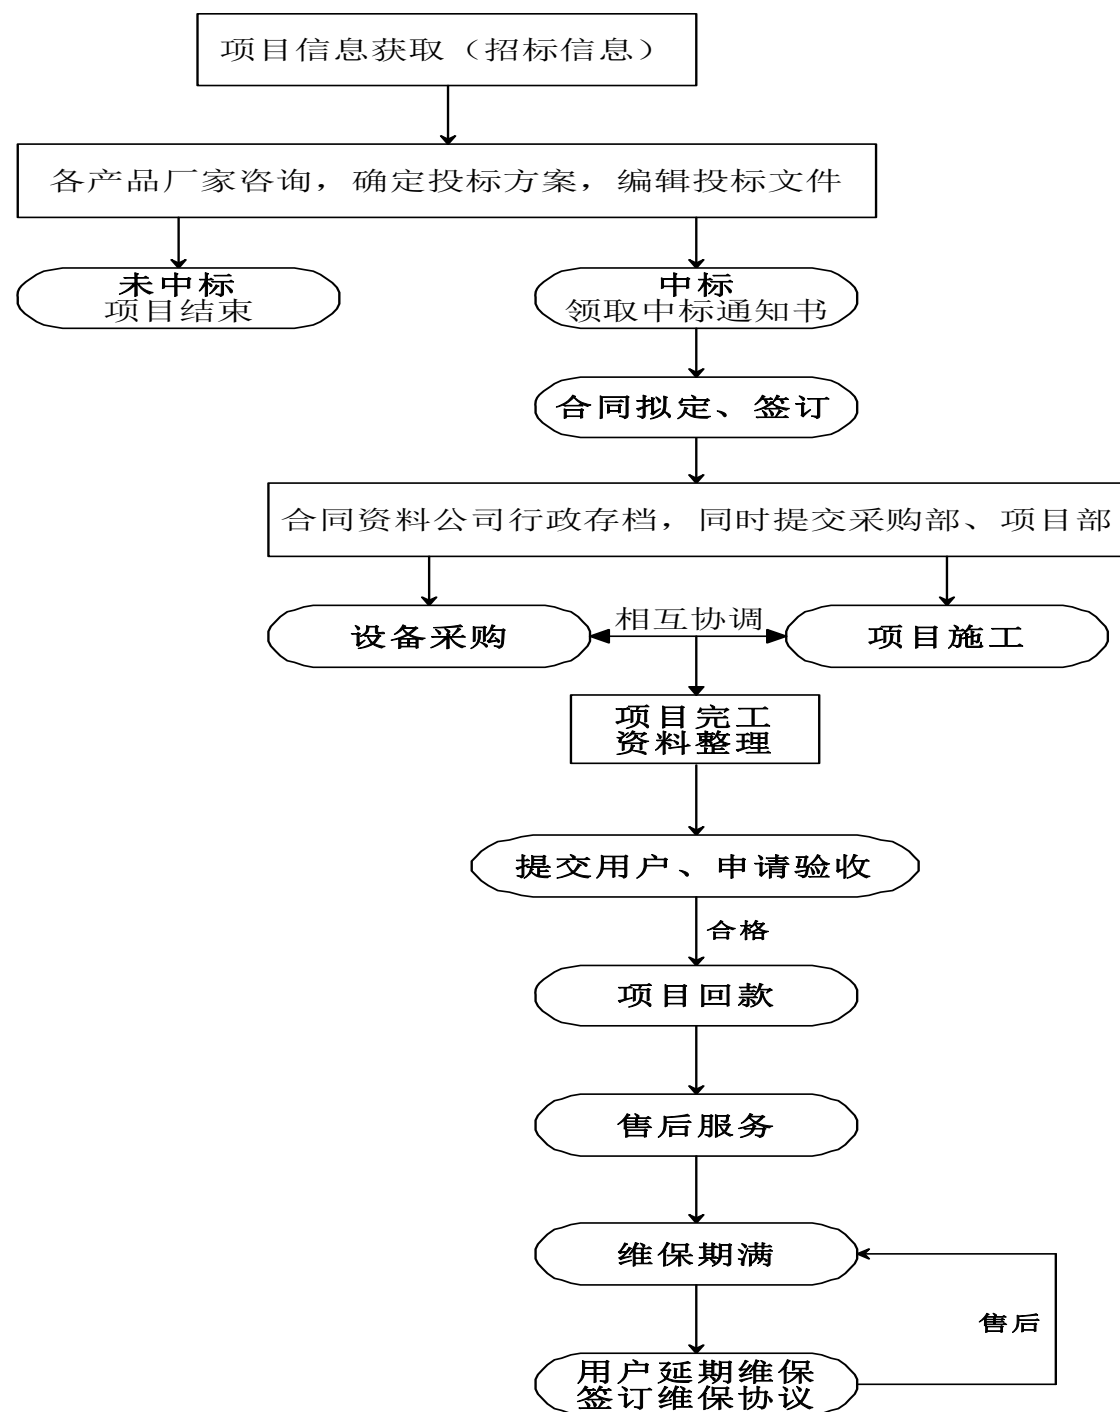 项目信息获取（招标信息）
各产品厂家咨询，确定投标方案，编辑投标文件
未中标
项目结束
中标
领取中标通知书
合同拟定、签订
合同资料公司行政存档，同时提交采购部、项目部
相互协调
设备采购
项目施工
项目完工
资料整理
提交用户、申请验收
合格
项目回款
售后服务
维保期满
售后
用户延期维保
签订维保协议